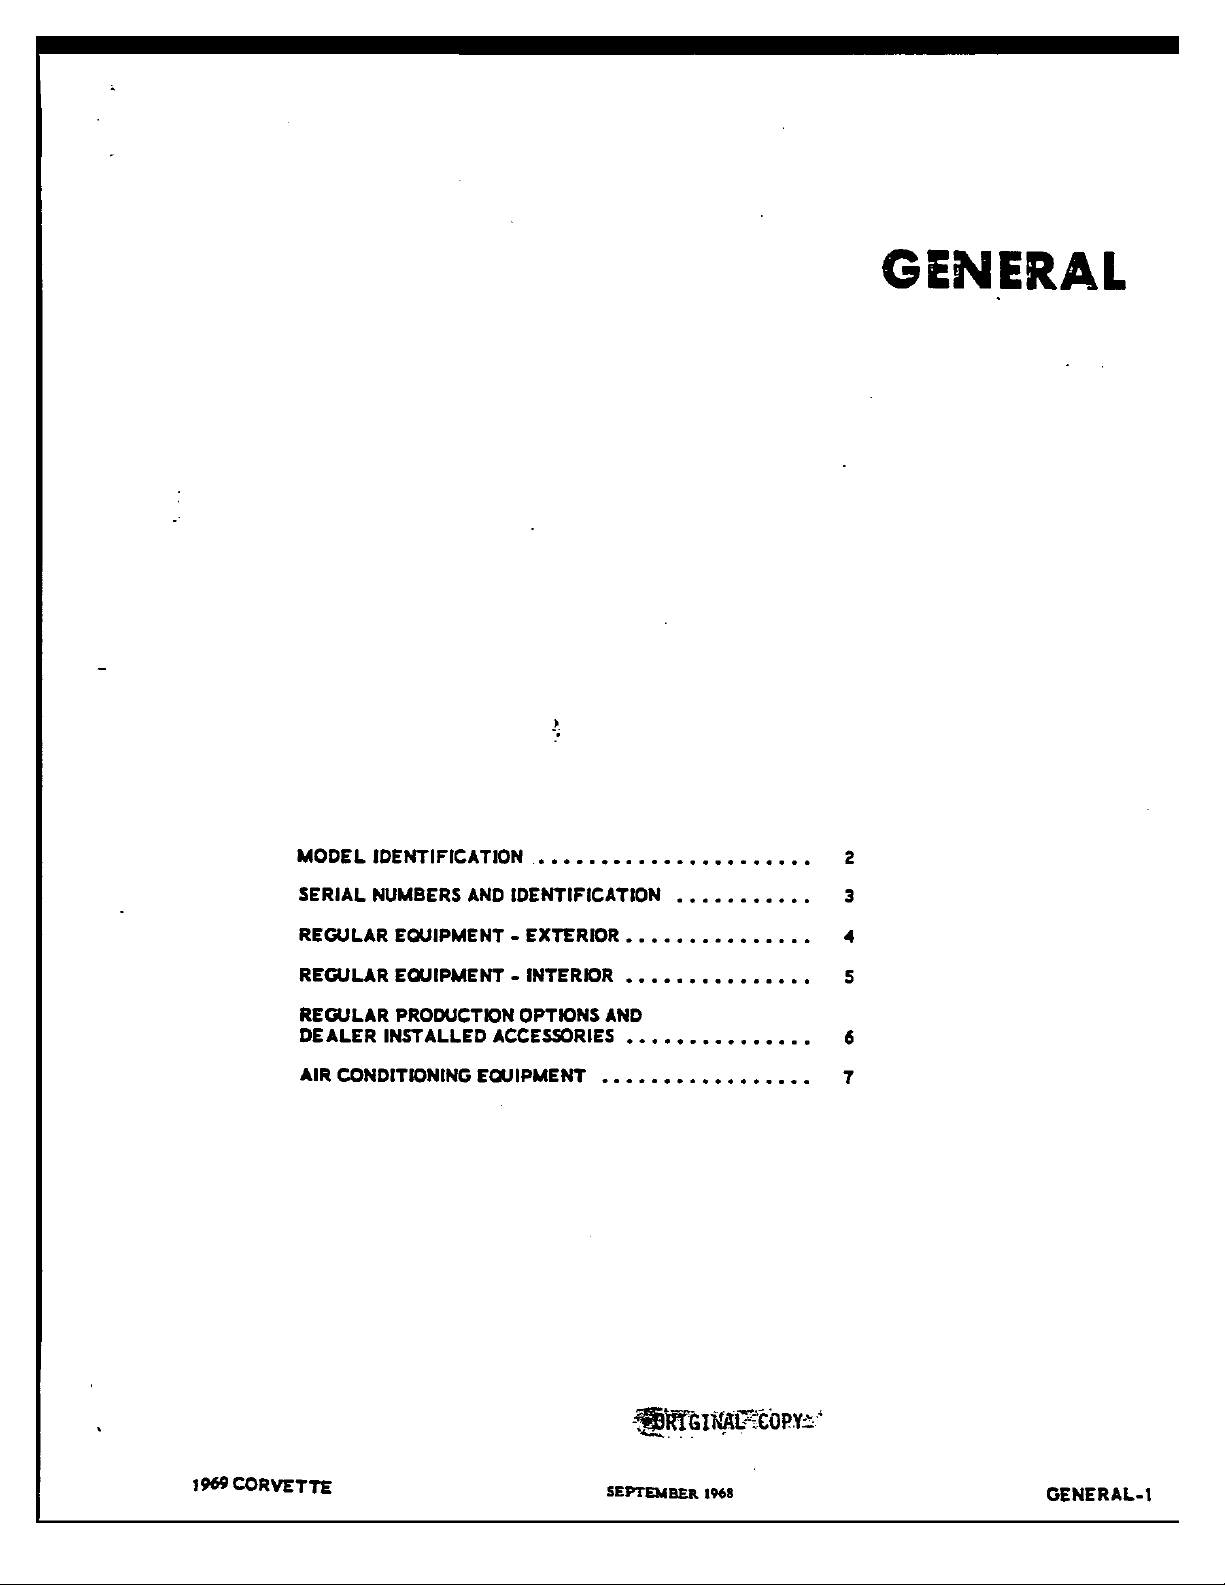 GENERAL
MODEL IDENTIFICATION ...................... 2
SERIAL NUMBERS AND IDENTIFICATION ........... 3
REGULAR EQUIPMENT - EXTERIOR ............... 4
REGULAR EQUIPMENT - INTERIOR ............... 5
REGULAR PRODUCTION OPTIONS AND
DEALER INSTALLED ACCESSORIES ............... 6
AIR CONDITIONING EQUIPMENT ................. 7
ORIGINAL COPY
1969 CORVETTE
SEPTEMBER 1968
GENERAL-1